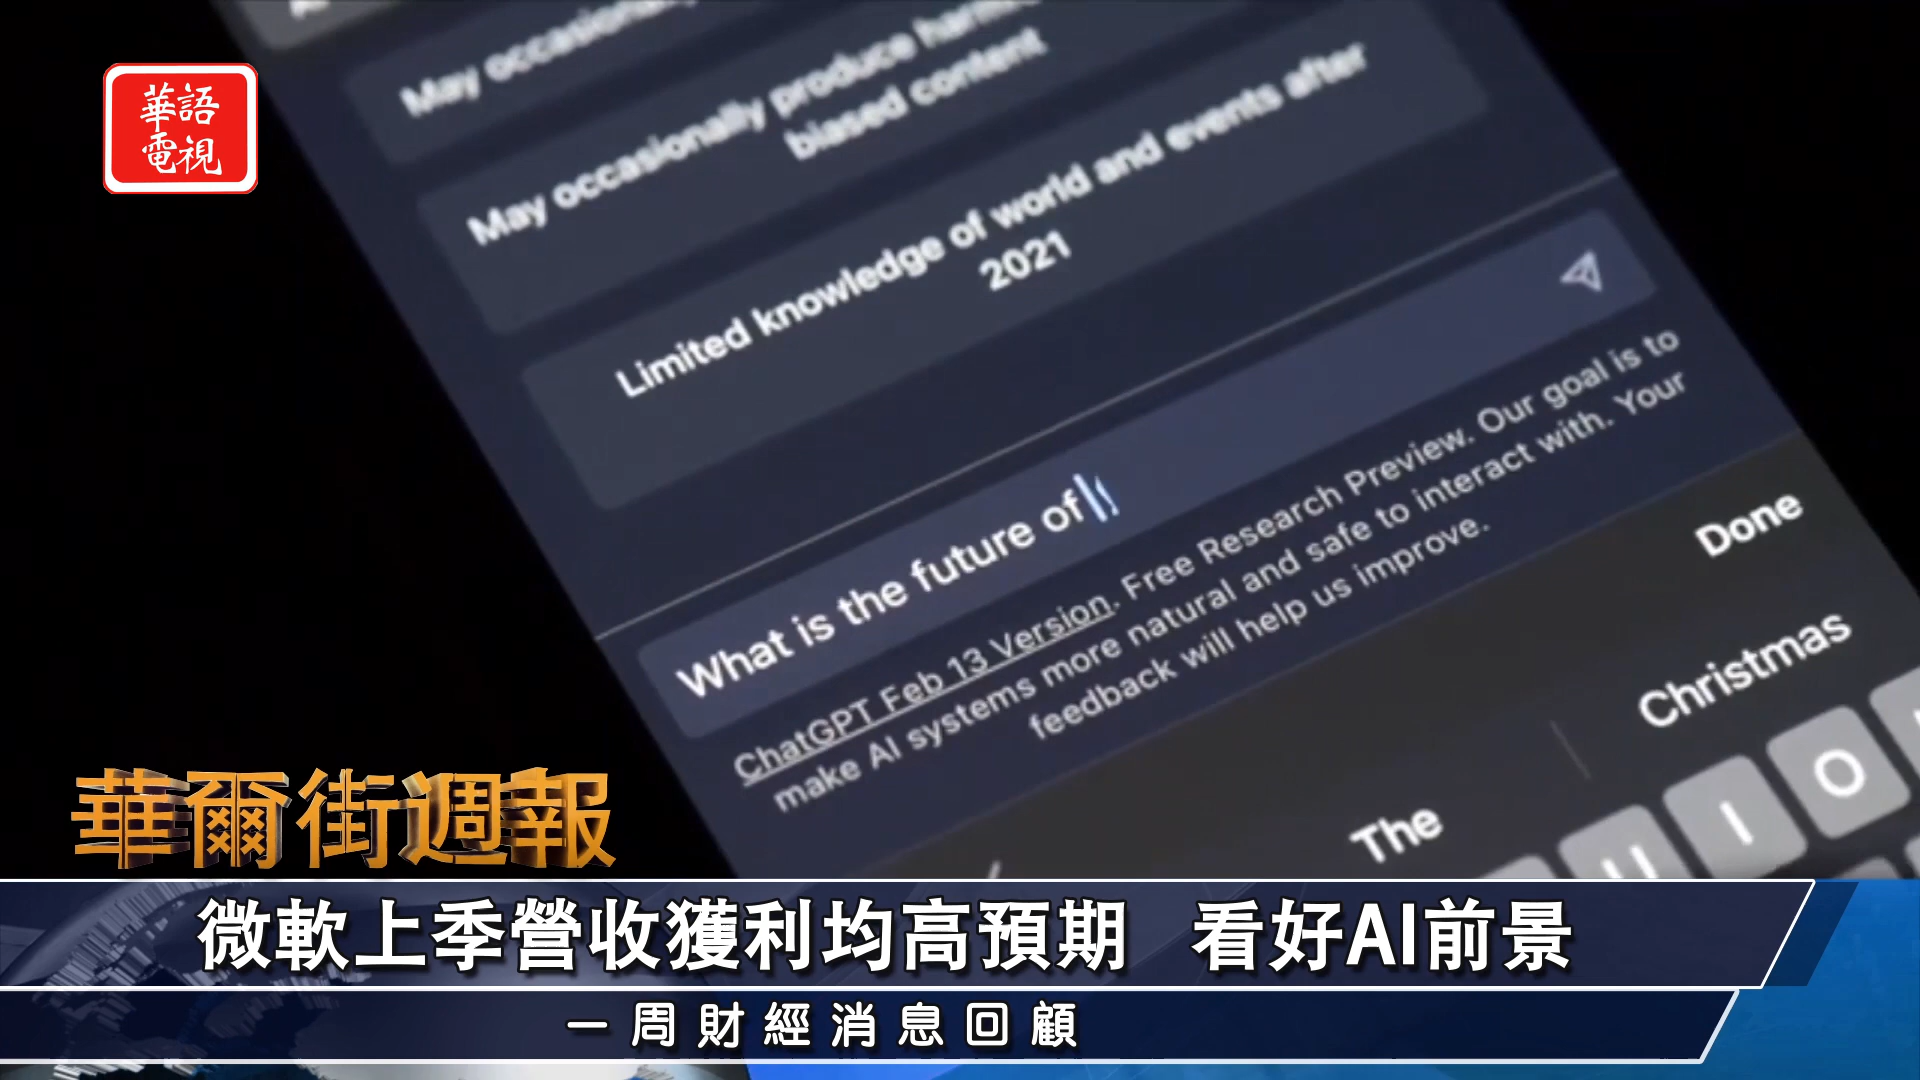 華語
電視
May occasionally
May occasionally produce
biased content
Limited knowledge of world and events after
2021
What is the future of
ChatGPT Feb 13 Version. Free Research Preview. Our goal is to
make AI systems more natural and safe to interact with. Your
feedback will help us improve.
Done
The
Christmas
U I O
華爾街週報
微軟上季營收獲利均高預期 看好AI前景
一周財經消息回顧